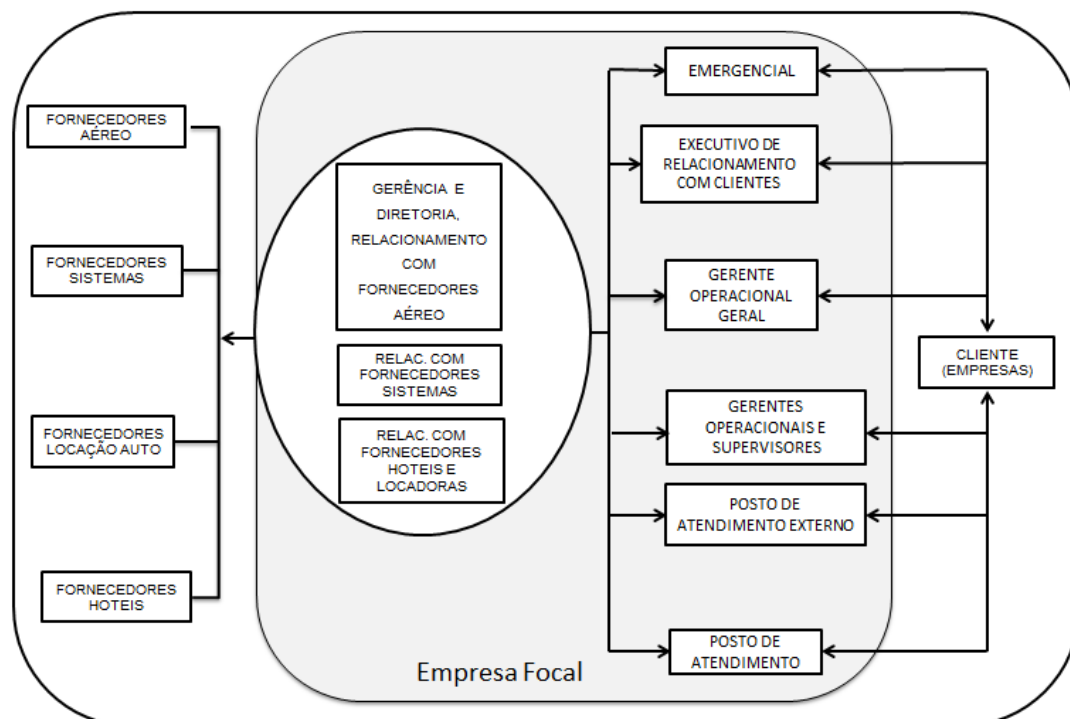 FORNECEDORES
AÉREO
FORNECEDORES
SISTEMAS
FORNECEDORES
LOCAÇÃO AUTO
FORNECEDORES
HOTEIS
GERÊNCIA E
DIRETORIA,
RELACIONAMENTO
COM
FORNECEDORES
AÉREO
RELAC. COM
FORNECEDORES
SISTEMAS
RELAC. COM
FORNECEDORES
HOTEIS E
LOCADORAS
EMERGENCIAL
EXECUTIVO DE
RELACIONAMENTO
COM CLIENTES
GERENTE
OPERACIONAL
GERAL
GERENTES
OPERACIONAIS E
SUPERVISORES
POSTO DE
ATENDIMENTO EXTERNO
POSTO DE
ATENDIMENTO
CLIENTE
(EMPRESAS)
Empresa Focal